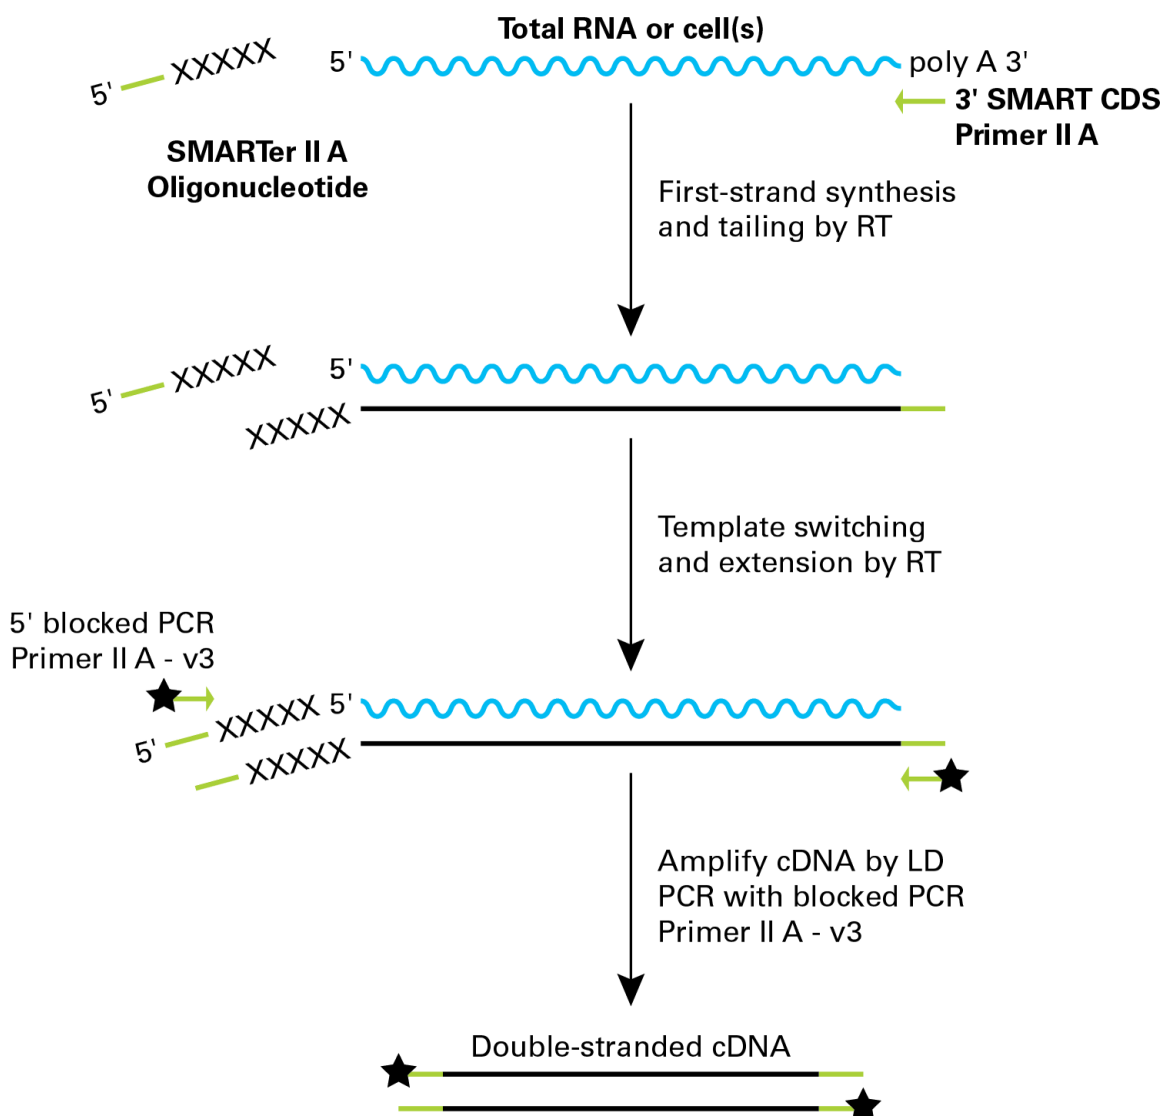 Total RNA or cell(s)
5' XXXXX
5'
poly A 3'
3' SMART CDS
Primer II A
SMARTer II A
Oligonucleotide
First-strand synthesis
and tailing by RT
5' XXXXX
5'
XXXXX
Template switching
and extension by RT
5' blocked PCR
Primer II A - v3
5' XXXXX
5'
XXXXX
Amplify cDNA by LD
PCR with blocked PCR
Primer II A - v3
Double-stranded cDNA